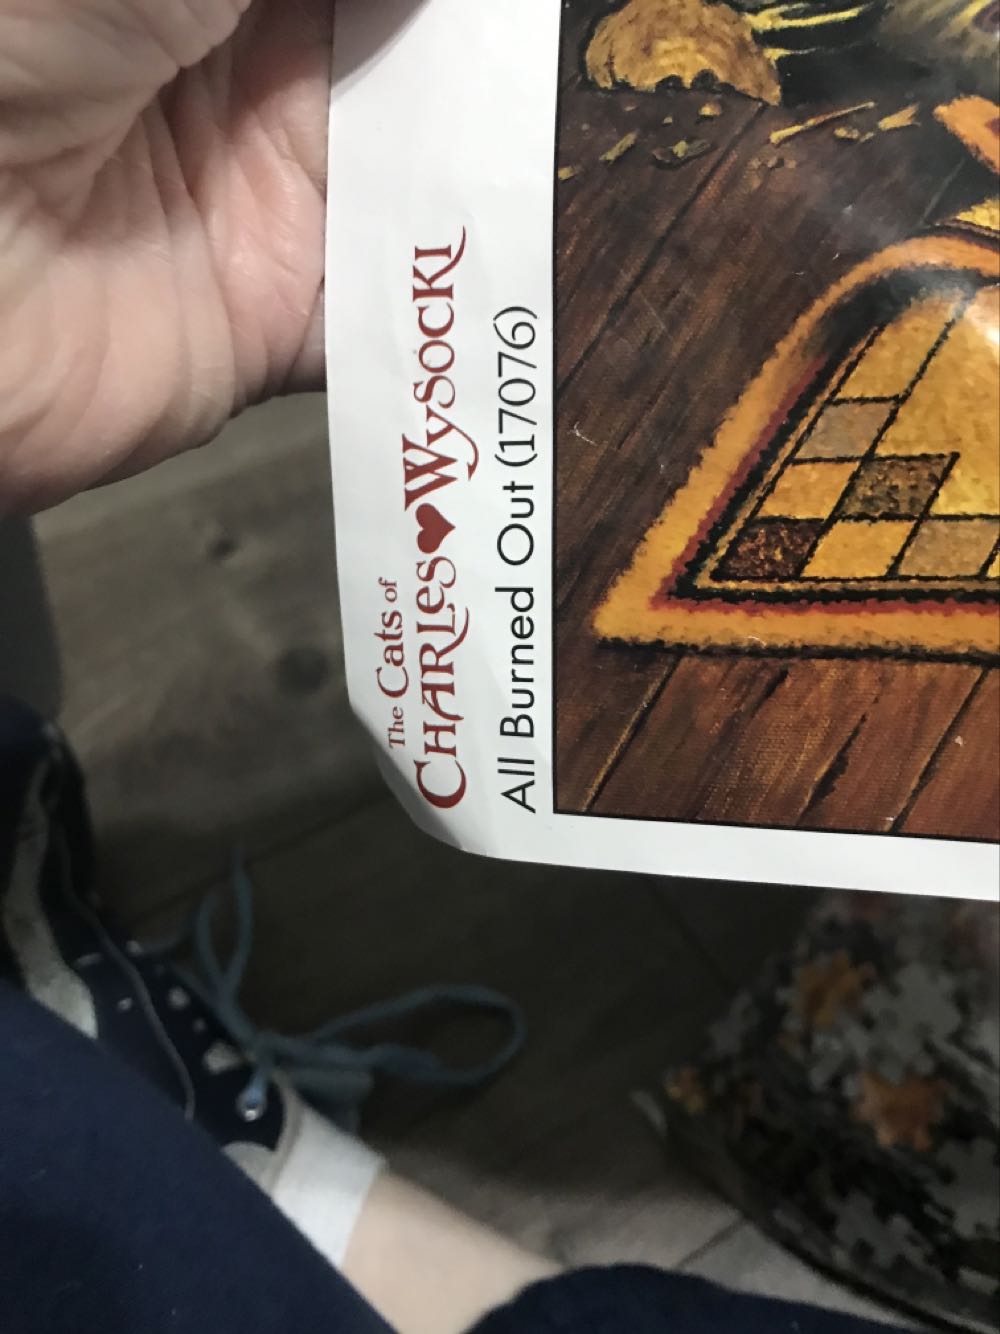 The Cats of
CHARLES WYSOCKI
All Burned Out (17076)